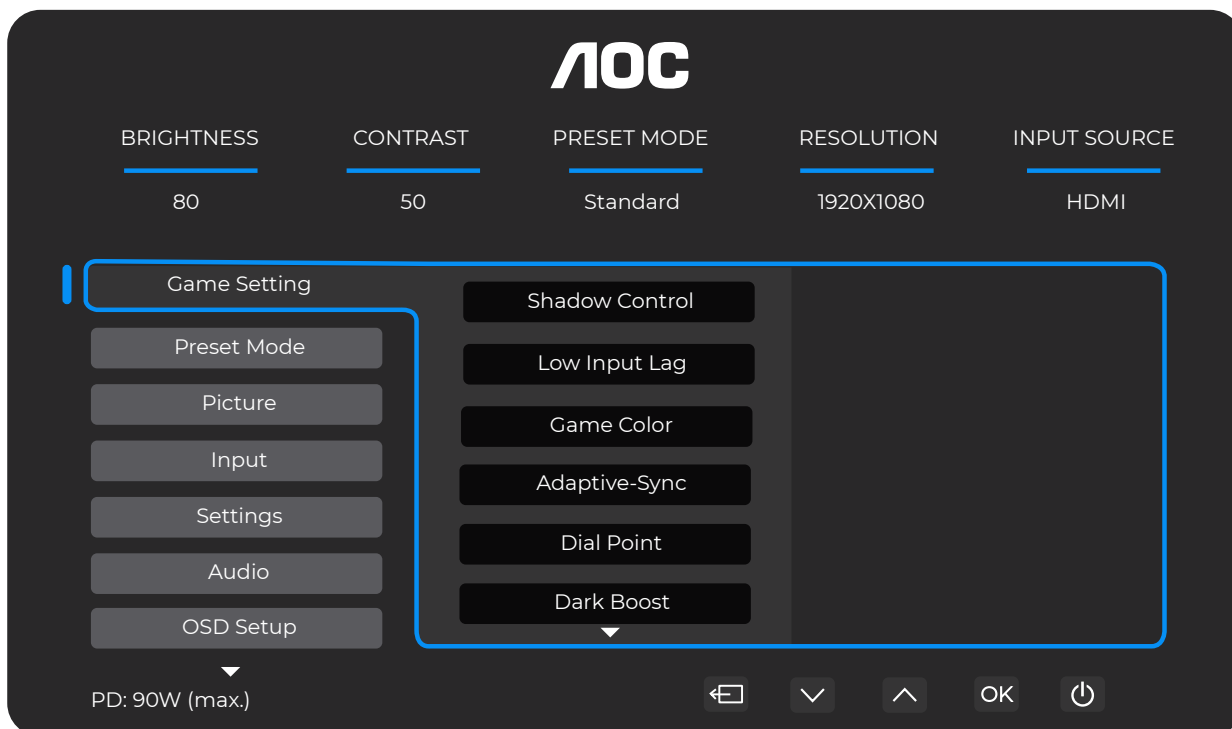 AOC
BRIGHTNESS CONTRAST PRESET MODE RESOLUTION INPUT SOURCE
80 50 Standard 1920X1080 HDMI
Game Setting
Preset Mode
Picture
Input
Settings
Audio
OSD Setup
Shadow Control
Low Input Lag
Game Color
Adaptive-Sync
Dial Point
Dark Boost
PD: 90W (max.)
OK